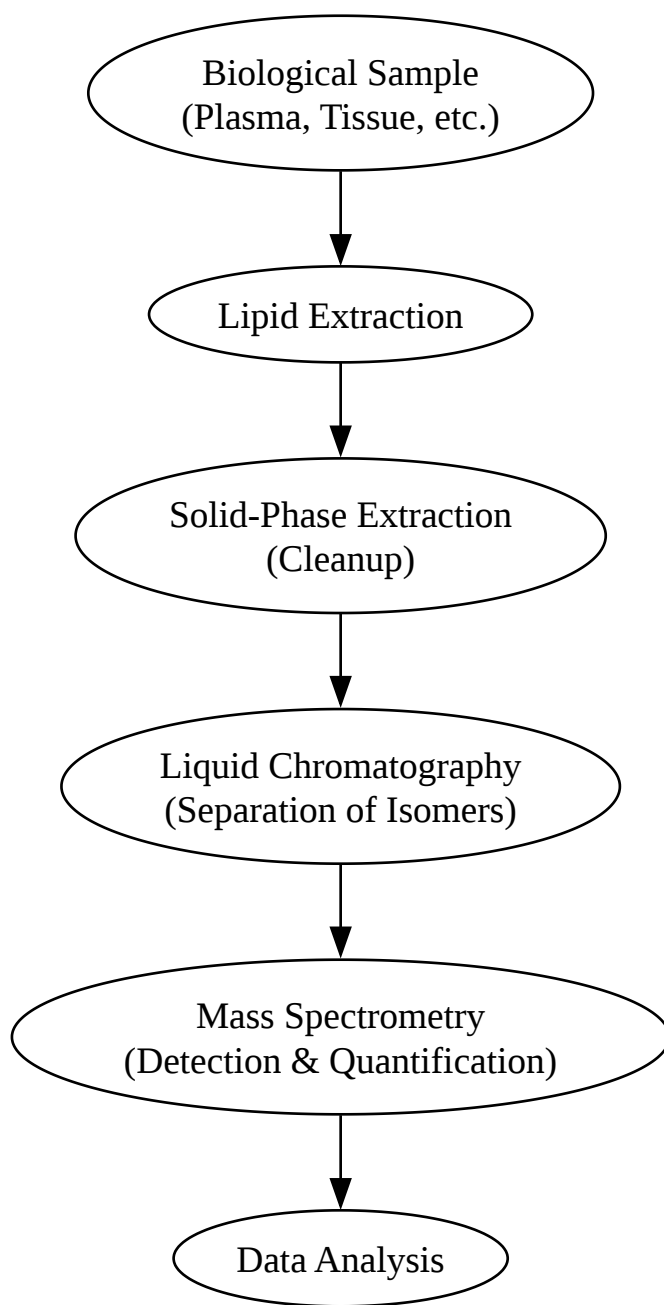 Biological Sample
(Plasma, Tissue, etc.)
Lipid Extraction
Solid-Phase Extraction
(Cleanup)
Liquid Chromatography
(Separation of Isomers)
Mass Spectrometry
(Detection & Quantification)
Data Analysis